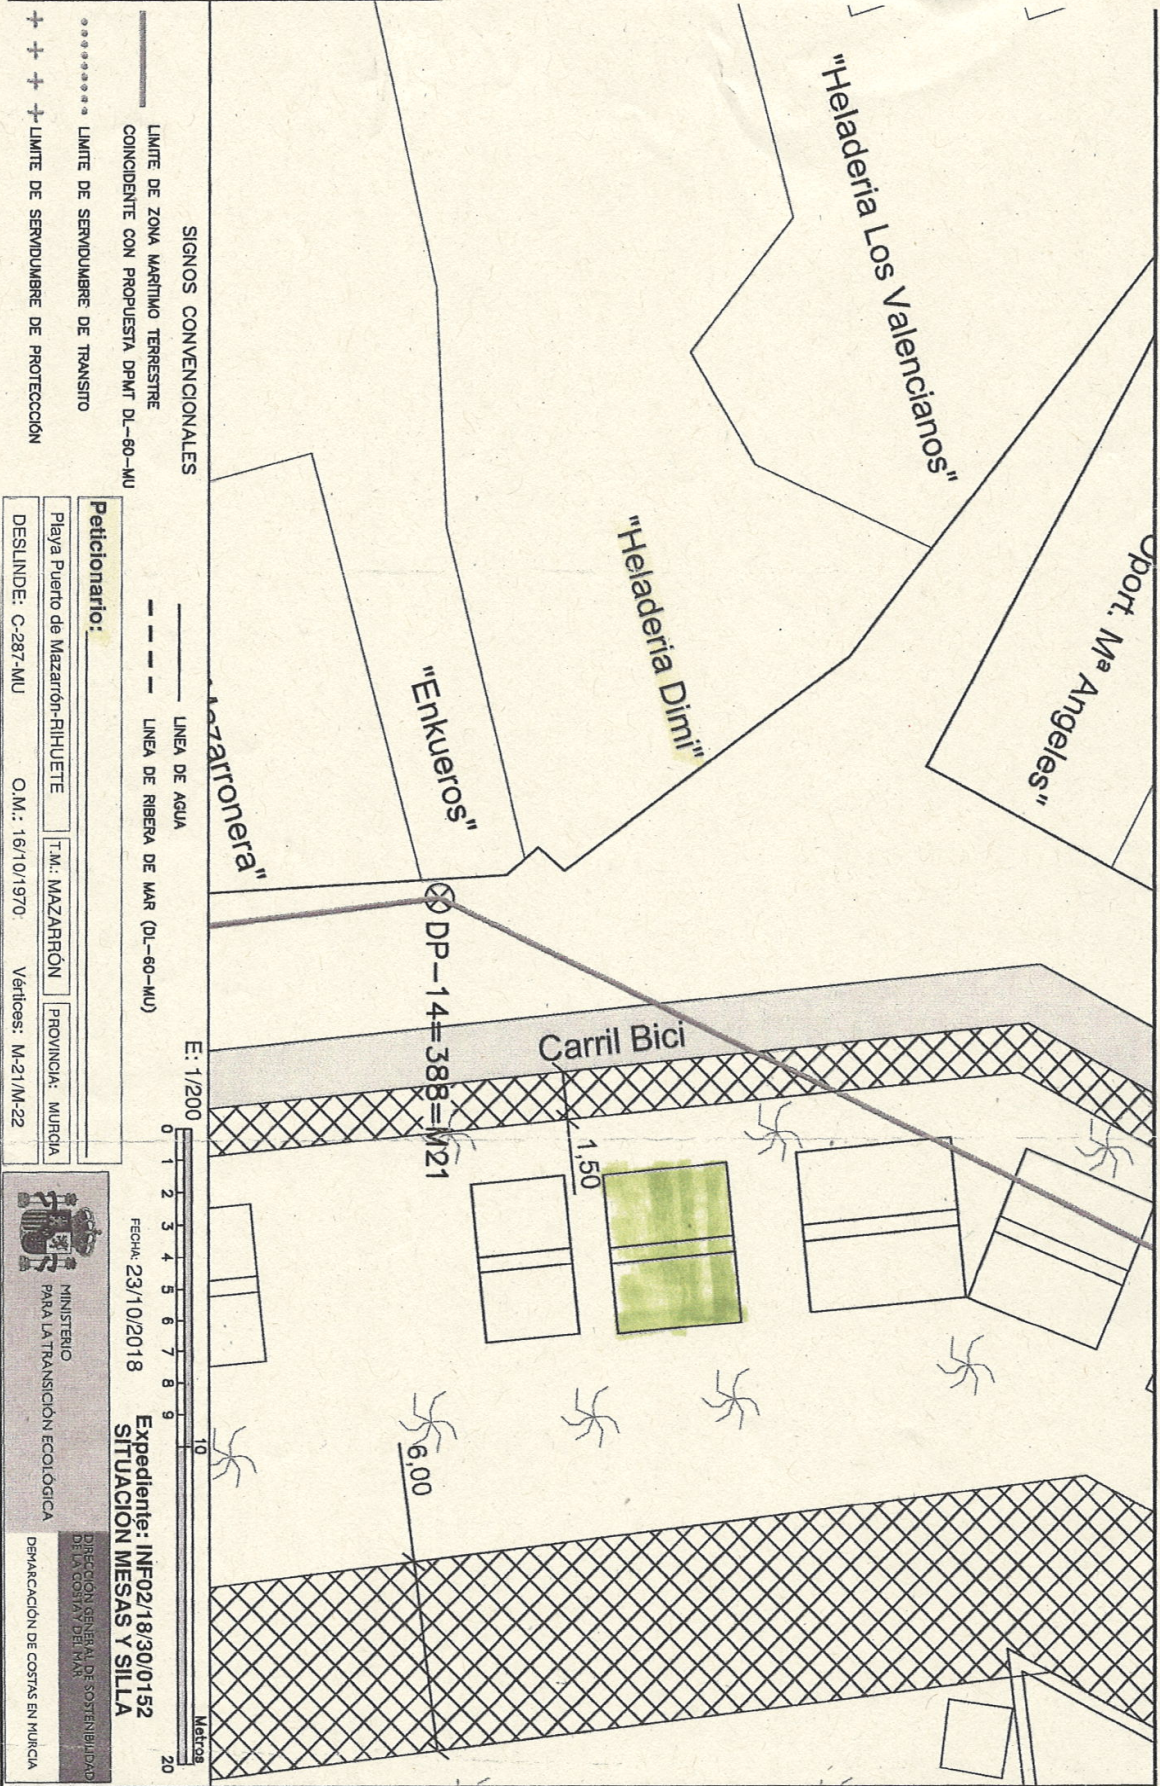 "Heladeria Los Valencianos"
Mª Angeles"
"Heladeria Dimi"
"Enkueros"
DP-14=388=M21
Carril Bici
1,50
6,00
SIGNOS CONVENCIONALES
LIMITE DE ZONA MARÍTIMO TERRESTRE
COINCIDENTE CON PROPUESTA DPMT DL-60-MU
LIMITE DE SERVIDUMBRE DE TRANSITO
LIMITE DE SERVIDUMBRE DE PROTECCCIÓN
LINEA DE AGUA
LINEA DE RIBERA DE MAR (DL-60-MU)
E: 1/200
0 1 2 3 4 5 6 7 8 9 10 20
Metros
Peticionario:
Playa Puerto de Mazarrón-RIHUETE
T.M.: MAZARRÓN
PROVINCIA: MURCIA
DESLINDE: C-287-MU
O.M.: 16/10/1970
Vértices: M-21/M-22
FECHA: 23/10/2018
Expediente: INF02/18/30/0152
SITUACIÓN MESAS Y SILLA
MINISTERIO
PARA LA TRANSICIÓN ECOLÓGICA
DIRECCIÓN GENERAL DE SOSTENIBILIDAD
DE LA COSTA Y DEL MAR
DEMARCACIÓN DE COSTAS EN MURCIA